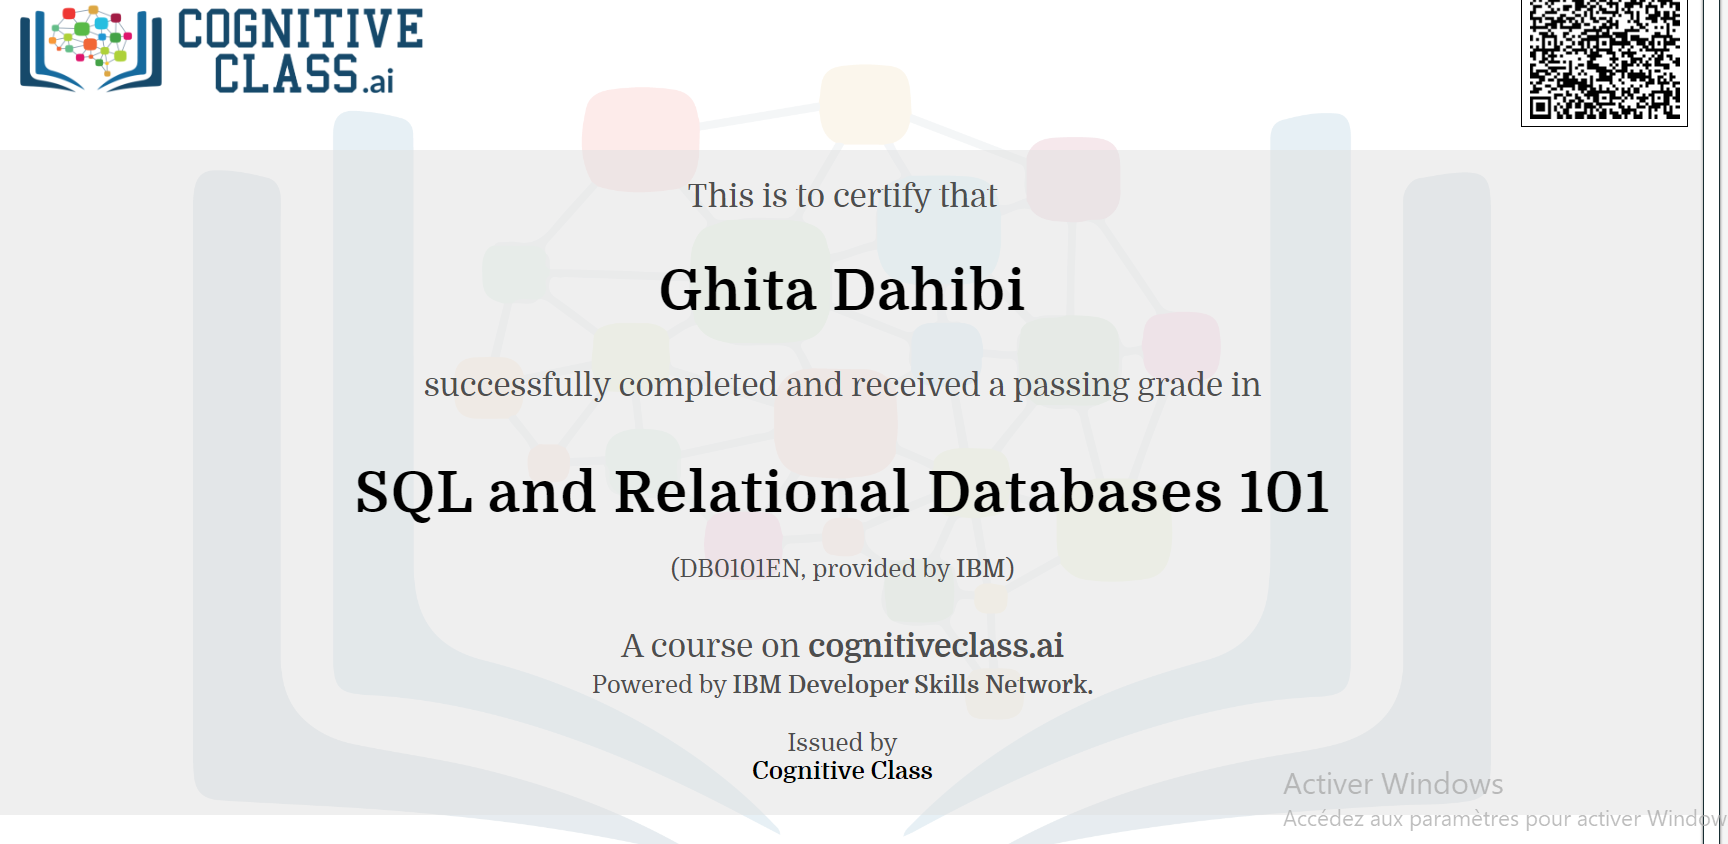 COGNITIVE
CLASS.ai
This is to certify that
Ghita Dahibi
successfully completed and received a passing grade in
SQL and Relational Databases 101
(DB0101EN, provided by IBM)
A course on cognitiveclass.ai
Powered by IBM Developer Skills Network.
Issued by
Cognitive Class
Activer Windows
Accédez aux paramètres pour activer Window